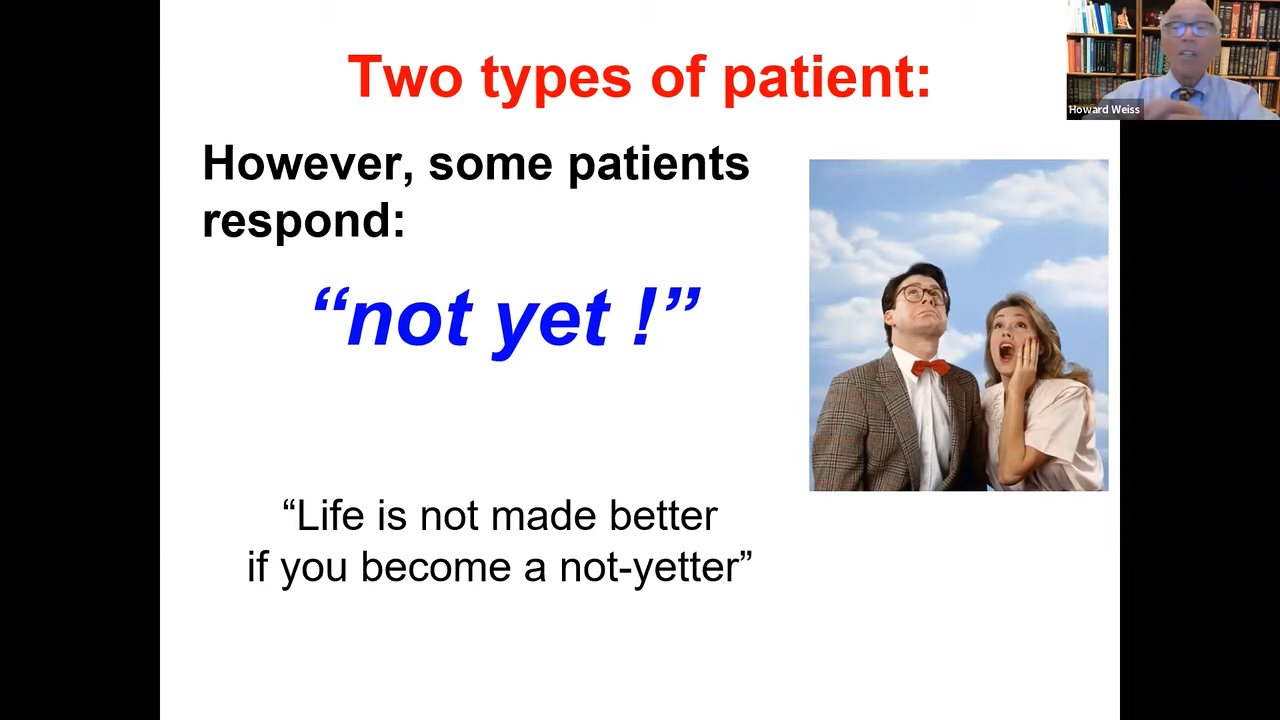 Two types of patient:
However, some patients
respond:
“not yet !”
“Life is not made better
if you become a not-yetter”
Howard Weiss